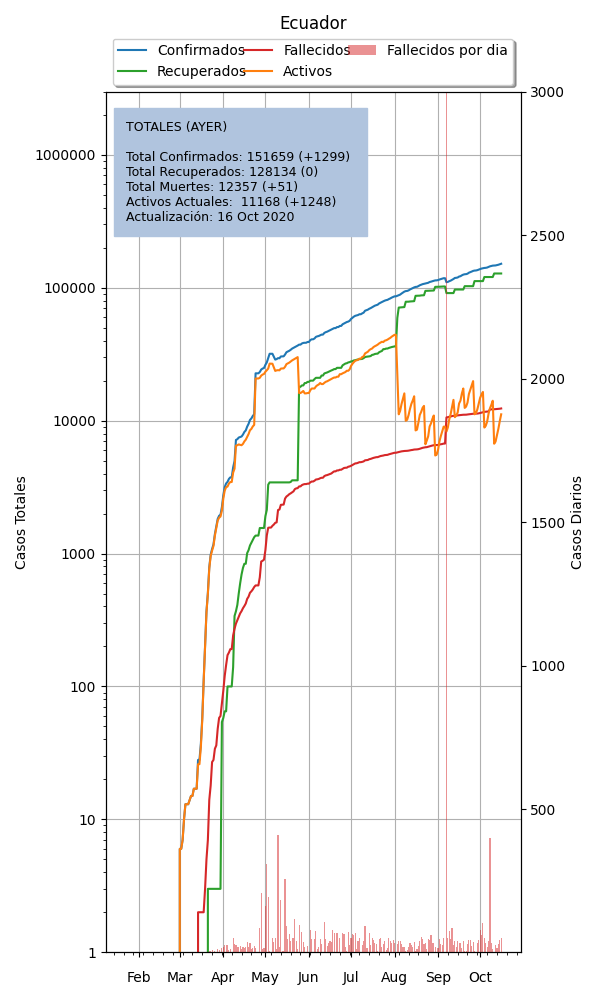 Ecuador
Confirmados
Fallecidos
Fallecidos por dia
Recuperados
Activos
TOTALES (AYER)
Total Confirmados: 151659 (+1299)
Total Recuperados: 128134 (0)
Total Muertes: 12357 (+51)
Activos Actuales:  11168 (+1248)
Actualización: 16 Oct 2020
Casos Totales
1000000
100000
10000
1000
100
10
1
Casos Diarios
3000
2500
2000
1500
1000
500
Feb Mar Apr May Jun Jul Aug Sep Oct